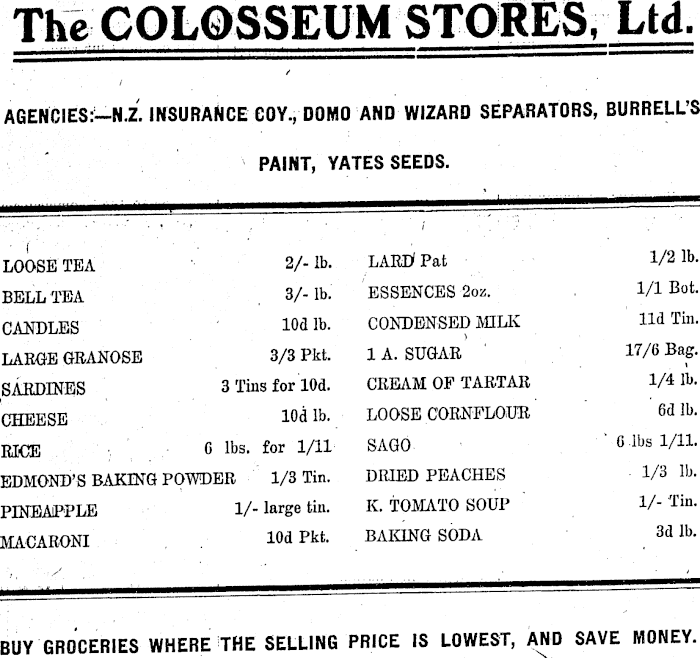 The COLOSSEUM STORES, Ltd.
AGENCIES:—N.Z. INSURANCE COY., DOMO AND WIZARD SEPARATORS, BURRELL'S
PAINT, YATES SEEDS.
LOOSE TEA 2/- lb.
BELL TEA 3/- lb.
CANDLES 10d lb.
LARGE GRANOSE 3/3 Pkt.
SARDINES 3 Tins for 10d.
CHEESE 10d lb.
RICE 6 lbs. for 1/11
EDMOND'S BAKING POWDER 1/3 Tin.
PINEAPPLE 1/- large tin.
MACARONI 10d Pkt.
LARD Pat 1/2 lb.
ESSENCES 2oz. 1/1 Bot.
CONDENSED MILK 11d Tin.
1 A. SUGAR 17/6 Bag.
CREAM OF TARTAR 1/4 lb.
LOOSE CORNFLOUR 6d lb.
SAGO 6 lbs 1/11.
DRIED PEACHES 1/3 lb.
K. TOMATO SOUP 1/- Tin.
BAKING SODA 3d lb.
BUY GROCERIES WHERE THE SELLING PRICE IS LOWEST, AND SAVE MONEY.